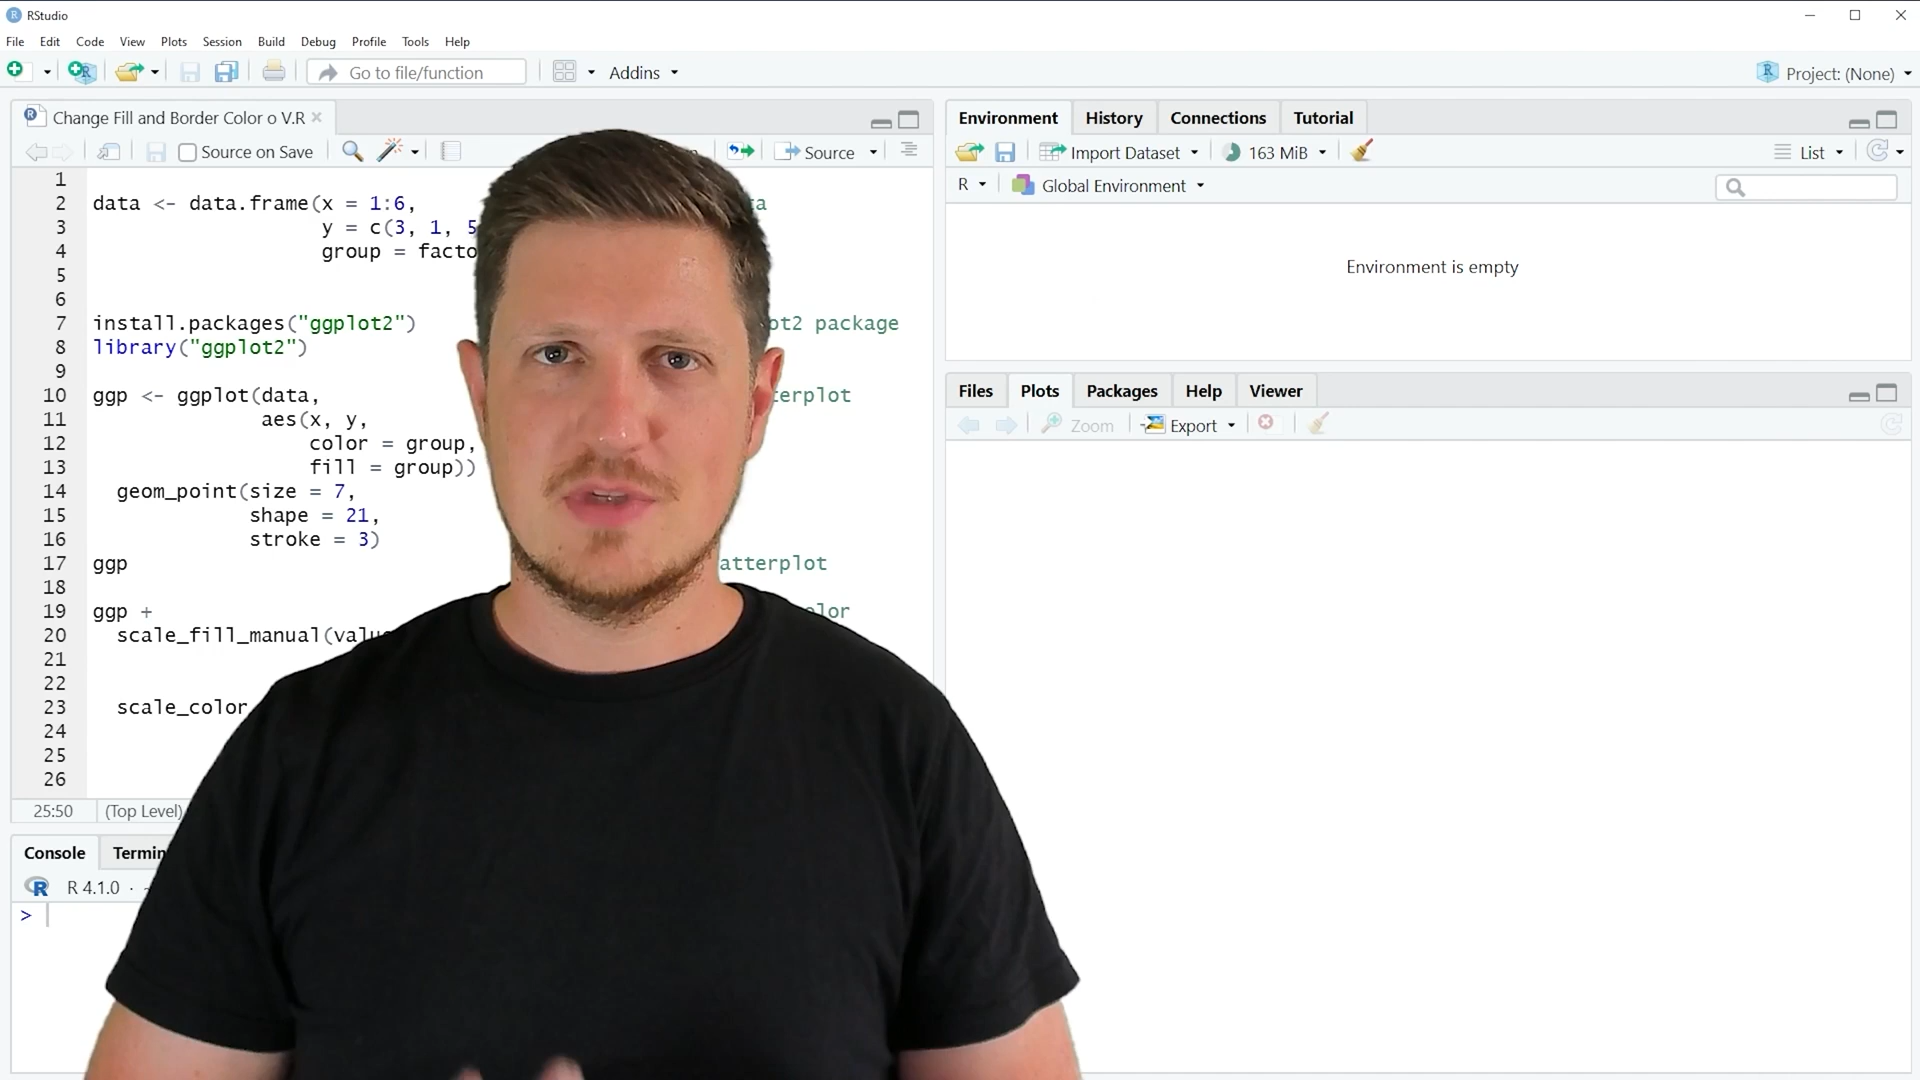 RStudio
File Edit Code View Plots Session Build Debug Profile Tools Help
Go to file/function Addins Project: (None)
Change Fill and Border Color o V.R
Source on Save Source
1
2 data <- data.frame(x = 1:6,
3 y = c(3, 1, 5
4 group = facto
5
6
7 install.packages("ggplot2") package
8 library("ggplot2")
9
10 ggp <- ggplot(data,
11 aes(x, y,
12 color = group,
13 fill = group))
14 geom_point(size = 7,
15 shape = 21,
16 stroke = 3)
17 ggp atterplot
18
19 ggp +
20 scale_fill_manual(valu
21
22
23 scale_color
24
25
26
25:50 (Top Level)
Console Termin
R 4.1.0 ·
>
Environment History Connections Tutorial
Import Dataset 163 MiB List
R Global Environment
Environment is empty
Files Plots Packages Help Viewer
Zoom Export